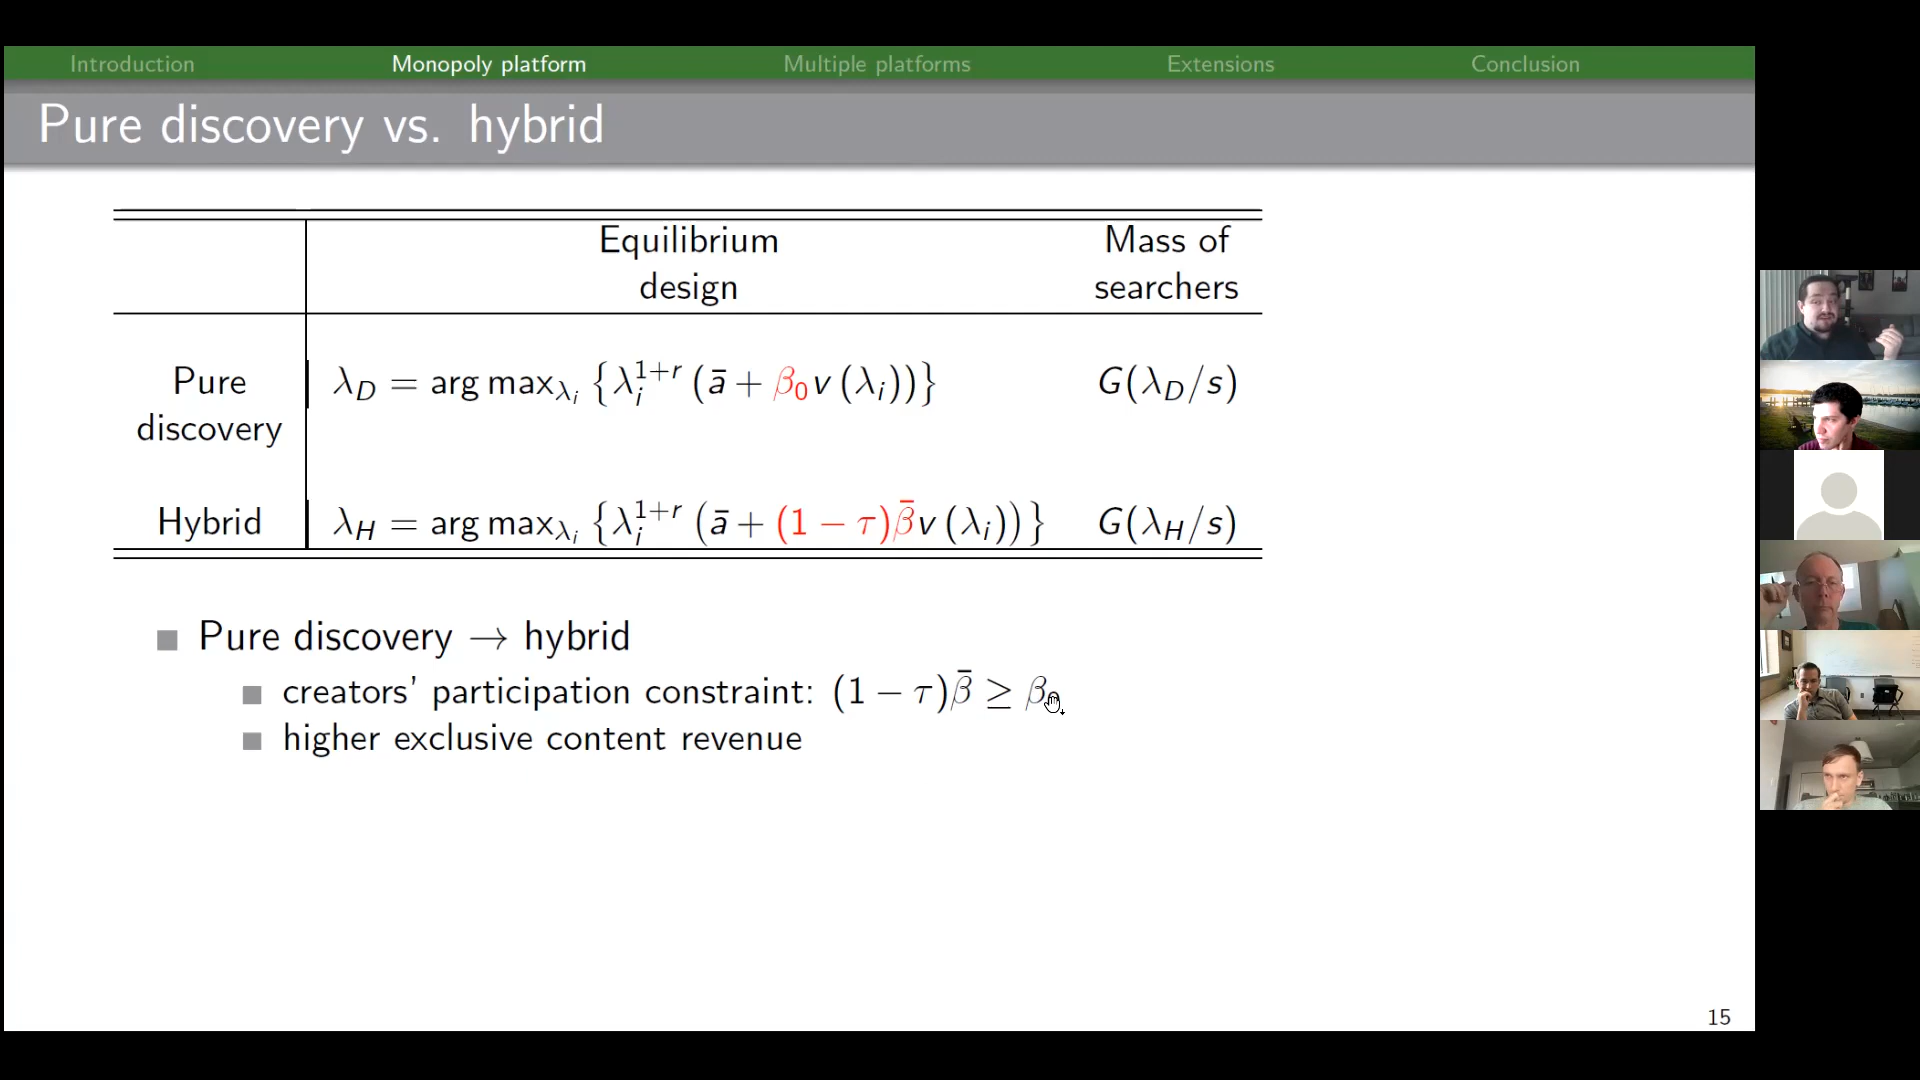 Introduction Monopoly platform Multiple platforms Extensions Conclusion
Pure discovery vs. hybrid
Equilibrium design Mass of searchers
Pure discovery λ_D = arg max_{λ_i} {λ_i^{1+r} (ā + β_0 v (λ_i))} G(λ_D/s)
Hybrid λ_H = arg max_{λ_i} {λ_i^{1+r} (ā + (1 − τ)β̄v (λ_i))} G(λ_H/s)
Pure discovery → hybrid
creators' participation constraint: (1 − τ)β̄ ≥ β_0
higher exclusive content revenue
15